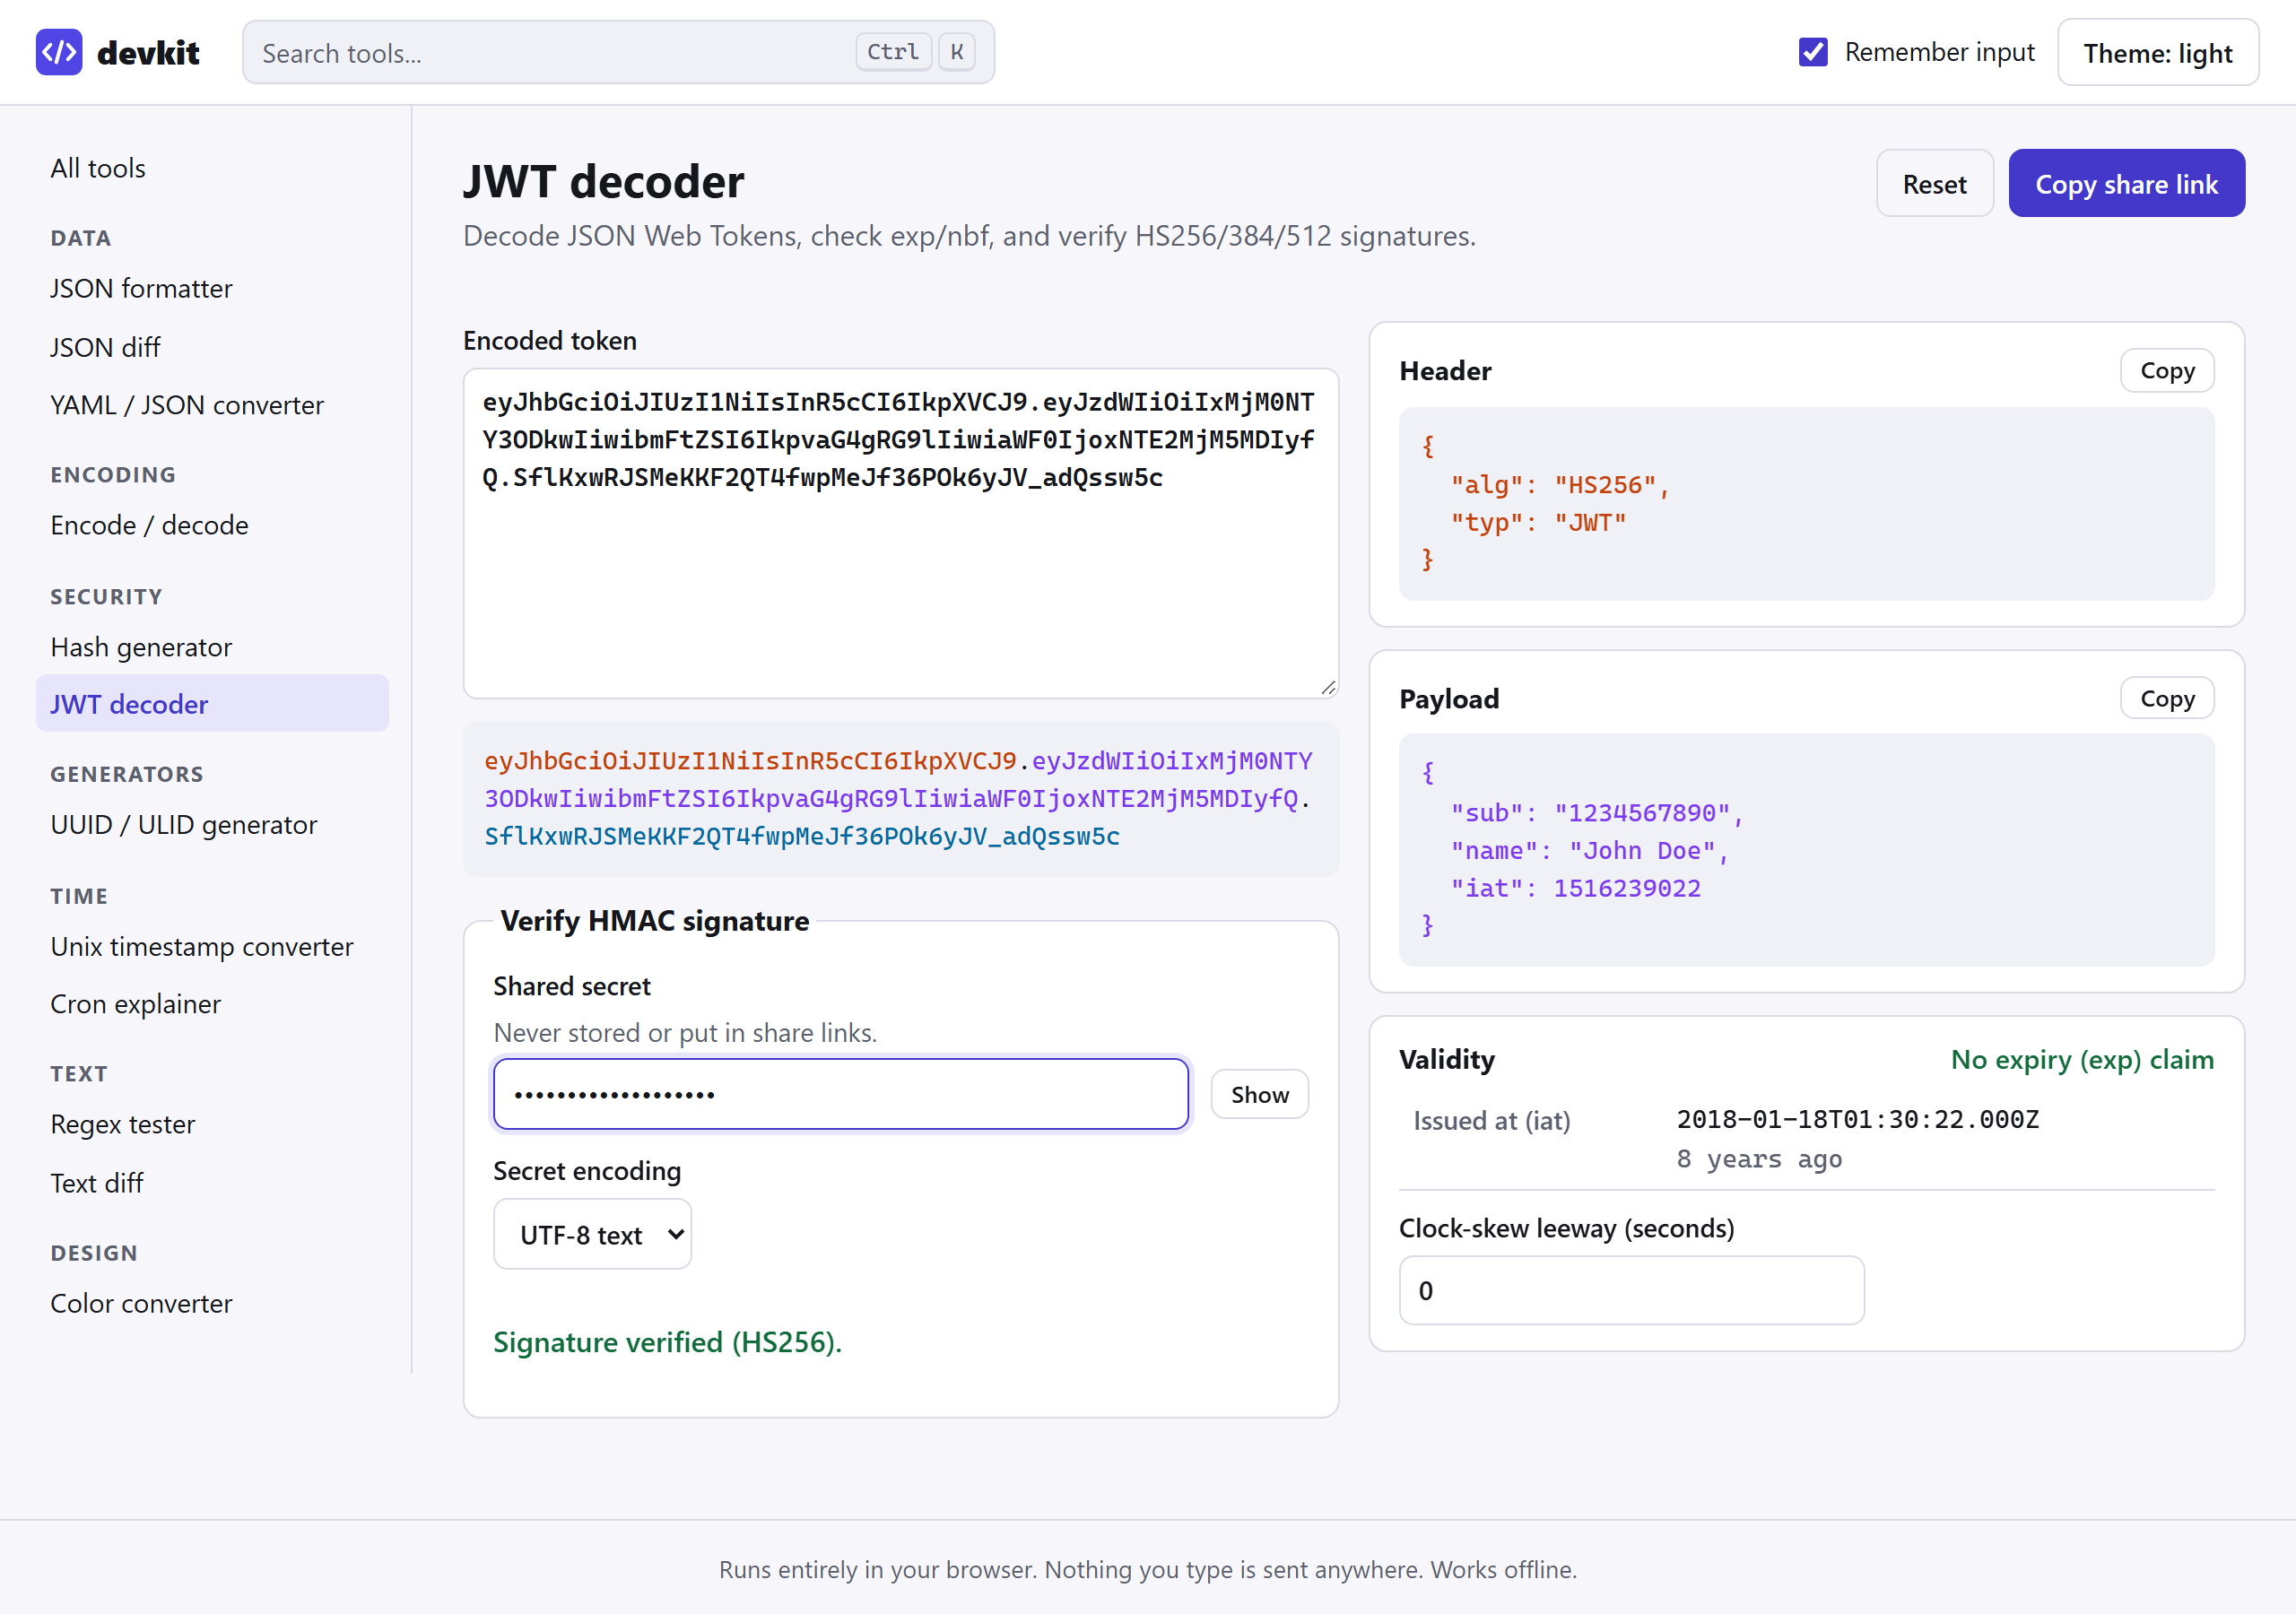 devkit
Search tools...
Ctrl K
Remember input
Theme: light
All tools
DATA
JSON formatter
JSON diff
YAML / JSON converter
ENCODING
Encode / decode
SECURITY
Hash generator
JWT decoder
GENERATORS
UUID / ULID generator
TIME
Unix timestamp converter
Cron explainer
TEXT
Regex tester
Text diff
DESIGN
Color converter
JWT decoder
Reset
Copy share link
Decode JSON Web Tokens, check exp/nbf, and verify HS256/384/512 signatures.
Encoded token
eyJhbGciOiJIUzI1NiIsInR5cCI6IkpXVCJ9.eyJzdWIiOiIxMjM0NT
Y3ODkwIiwibmFtZSI6IkpvaG4gRG9lIiwiaWF0IjoxNTE2MjM5MDIyf
Q.SflKxwRJSMeKKF2QT4fwpMeJf36POk6yJV_adQssw5c
eyJhbGciOiJIUzI1NiIsInR5cCI6IkpXVCJ9.eyJzdWIiOiIxMjM0NTY
3ODkwIiwibmFtZSI6IkpvaG4gRG9lIiwiaWF0IjoxNTE2MjM5MDIyfQ.
SflKxwRJSMeKKF2QT4fwpMeJf36POk6yJV_adQssw5c
Verify HMAC signature
Shared secret
Never stored or put in share links.
•••••••••••••••••••
Show
Secret encoding
UTF-8 text
Signature verified (HS256).
Header
Copy
{
"alg": "HS256",
"typ": "JWT"
}
Payload
Copy
{
"sub": "1234567890",
"name": "John Doe",
"iat": 1516239022
}
Validity
No expiry (exp) claim
Issued at (iat)
2018-01-18T01:30:22.000Z
8 years ago
Clock-skew leeway (seconds)
0
Runs entirely in your browser. Nothing you type is sent anywhere. Works offline.